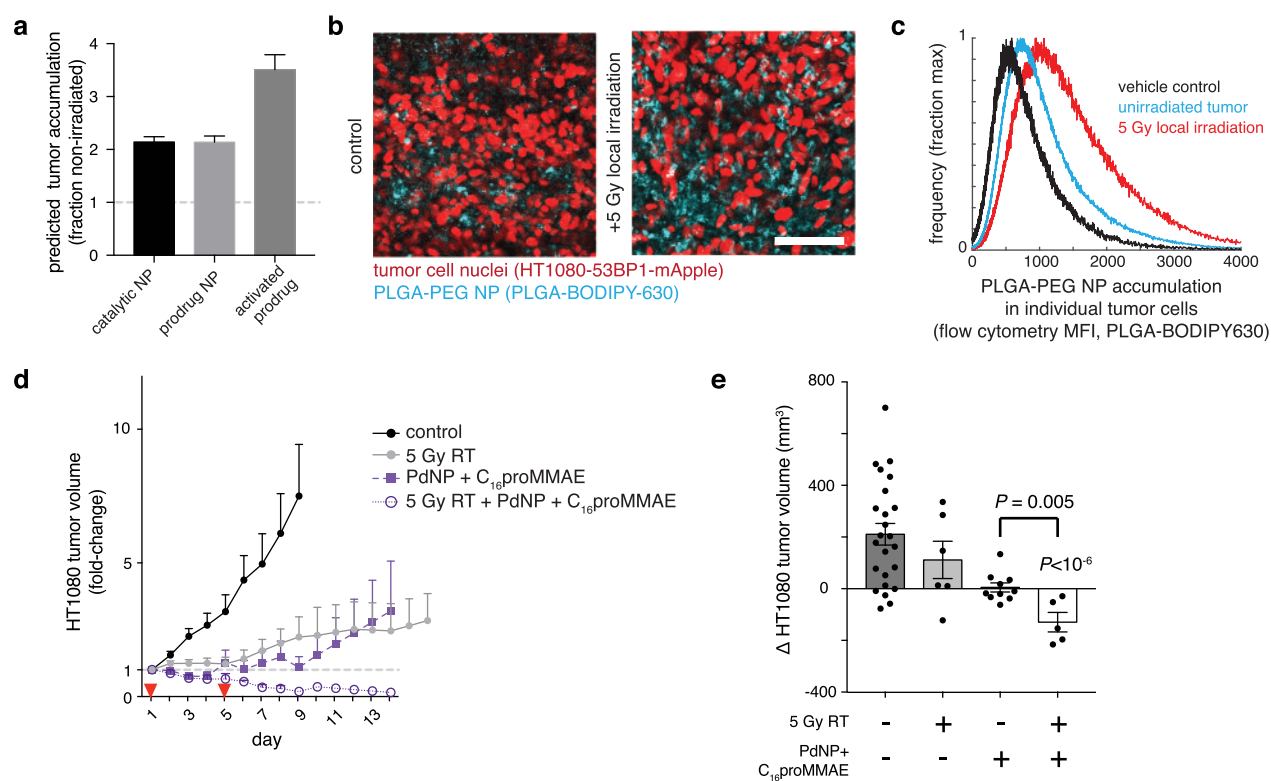 a
predicted tumor accumulation
(fraction non-irradiated)
4
3
2
1
0
catalytic NP
prodrug NP
activated
prodrug
b
control
+5 Gy local irradiation
tumor cell nuclei (HT1080-53BP1-mApple)
PLGA-PEG NP (PLGA-BODIPY-630)
c
frequency (fraction max)
1
0
vehicle control
unirradiated tumor
5 Gy local irradiation
0 1000 2000 3000 4000
PLGA-PEG NP accumulation
in individual tumor cells
(flow cytometry MFI, PLGA-BODIPY630)
d
HT1080 tumor volume
(fold-change)
10
5
1
0
control
5 Gy RT
PdNP + C₁₆proMMAE
5 Gy RT + PdNP + C₁₆proMMAE
1 3 5 7 9 11 13
day
e
Δ HT1080 tumor volume (mm³)
800
400
0
-400
P = 0.005
P<10⁻⁶
5 Gy RT - + - +
PdNP+
C₁₆proMMAE - - + +